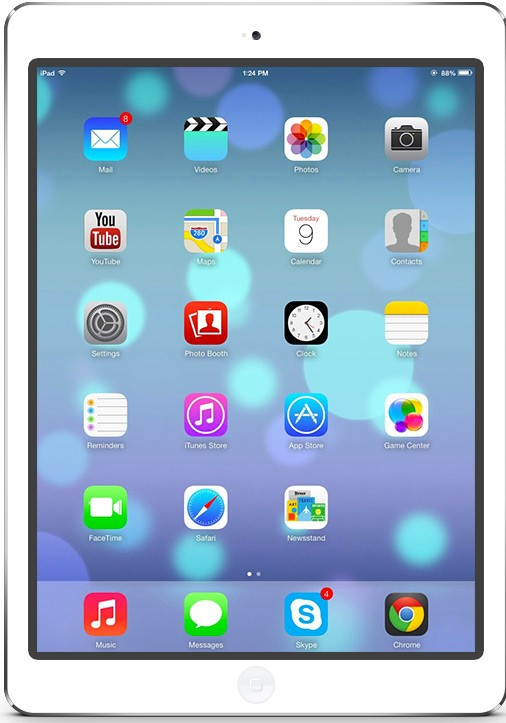 iPad 1:24 PM 88%
8
Mail Videos Photos Camera
You
Tube
280
Tuesday
9
YouTube Maps Calendar Contacts
Settings Photo Booth Clock Notes
Reminders iTunes Store App Store Game Center
ART
TRAVEL
FaceTime Safari Newsstand
4
S
Music Messages Skype Chrome